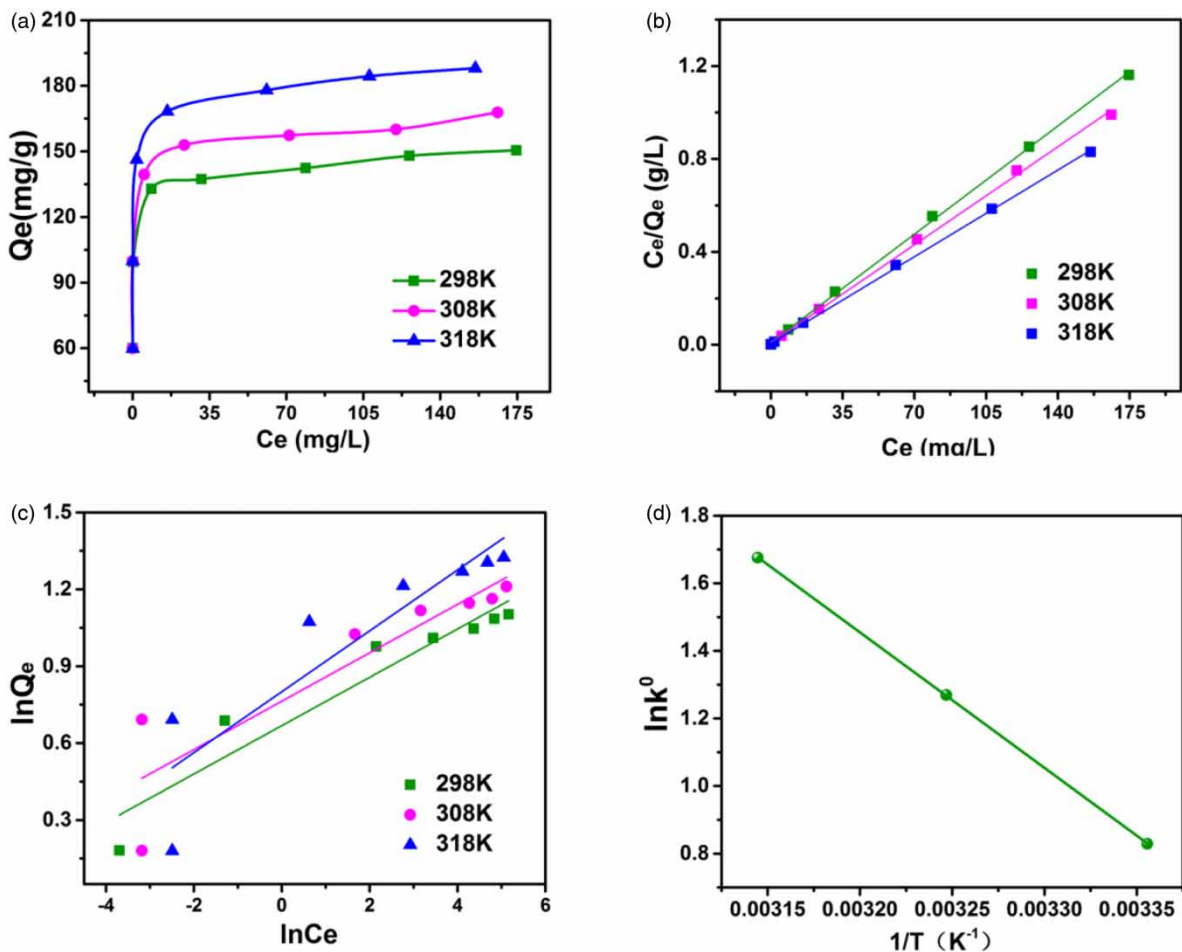 (a)
210
180
150
120
90
60
Qe(mg/g)
298K
308K
318K
0 35 70 105 140 175
Ce (mg/L)
(b)
1.2
0.8
0.4
0.0
Ce/Qe (g/L)
298K
308K
318K
0 35 70 105 140 175
Ce (mg/L)
(c)
1.5
1.2
0.9
0.6
0.3
lnQe
298K
308K
318K
-4 -2 0 2 4 6
lnCe
(d)
1.8
1.6
1.4
1.2
1.0
0.8
lnk⁰
0.00315 0.00320 0.00325 0.00330 0.00335
1/T (K⁻¹)